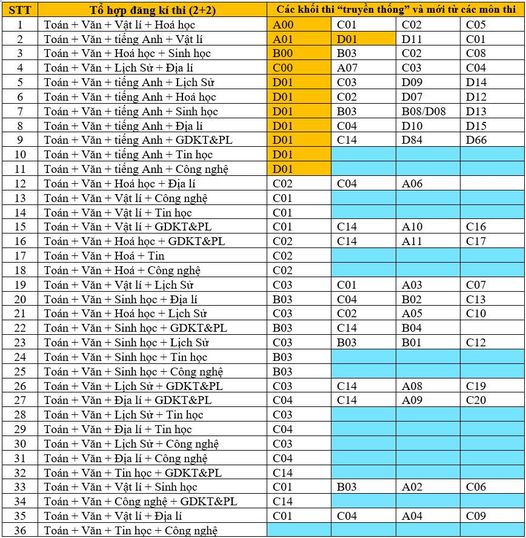 STT Tổ hợp đăng kí thi (2+2) Các khối thi “truyền thống” và mới từ các môn thi
1 Toán + Văn + Vật lí + Hoá học A00 C01 C02 C05
2 Toán + Văn + tiếng Anh + Vật lí A01 D01 D11 C01
3 Toán + Văn + Hoá học + Sinh học B00 B03 C02 C08
4 Toán + Văn + Lịch Sử + Địa lí C00 A07 C03 C04
5 Toán + Văn + tiếng Anh + Lịch Sử D01 C03 D09 D14
6 Toán + Văn + tiếng Anh + Hoá học D01 C02 D07 D12
7 Toán + Văn + tiếng Anh + Sinh học D01 B03 B08/D08 D13
8 Toán + Văn + tiếng Anh + Địa lí D01 C04 D10 D15
9 Toán + Văn + tiếng Anh + GDKT&PL D01 C14 D84 D66
10 Toán + Văn + tiếng Anh + Tin học D01
11 Toán + Văn + tiếng Anh + Công nghệ D01
12 Toán + Văn + Hoá học + Địa lí C02 C04 A06
13 Toán + Văn + Vật lí + Công nghệ C01
14 Toán + Văn + Vật lí + Tin học C01
15 Toán + Văn + Vật lí + GDKT&PL C01 C14 A10 C16
16 Toán + Văn + Hoá học + GDKT&PL C02 C14 A11 C17
17 Toán + Văn + Hoá + Tin C02
18 Toán + Văn + Hoá + Công nghệ C02
19 Toán + Văn + Vật lí + Lịch Sử C03 C01 A03 C07
20 Toán + Văn + Sinh học + Địa lí B03 C04 B02 C13
21 Toán + Văn + Hoá học + Lịch Sử C03 C02 A05 C10
22 Toán + Văn + Sinh học + GDKT&PL B03 C14 B04
23 Toán + Văn + Sinh học + Lịch Sử C03 B03 B01 C12
24 Toán + Văn + Sinh học + Tin học B03
25 Toán + Văn + Sinh học + Công nghệ B03
26 Toán + Văn + Lịch Sử + GDKT&PL C03 C14 A08 C19
27 Toán + Văn + Địa lí + GDKT&PL C04 C14 A09 C20
28 Toán + Văn + Lịch Sử + Tin học C03
29 Toán + Văn + Địa lí + Tin học C04
30 Toán + Văn + Lịch Sử + Công nghệ C03
31 Toán + Văn + Địa lí + Công nghệ C04
32 Toán + Văn + Tin học + GDKT&PL C14
33 Toán + Văn + Vật lí + Sinh học C01 B03 A02 C06
34 Toán + Văn + Công nghệ + GDKT&PL C14
35 Toán + Văn + Vật lí + Địa lí C01 C04 A04 C09
36 Toán + Văn + Tin học + Công nghệ